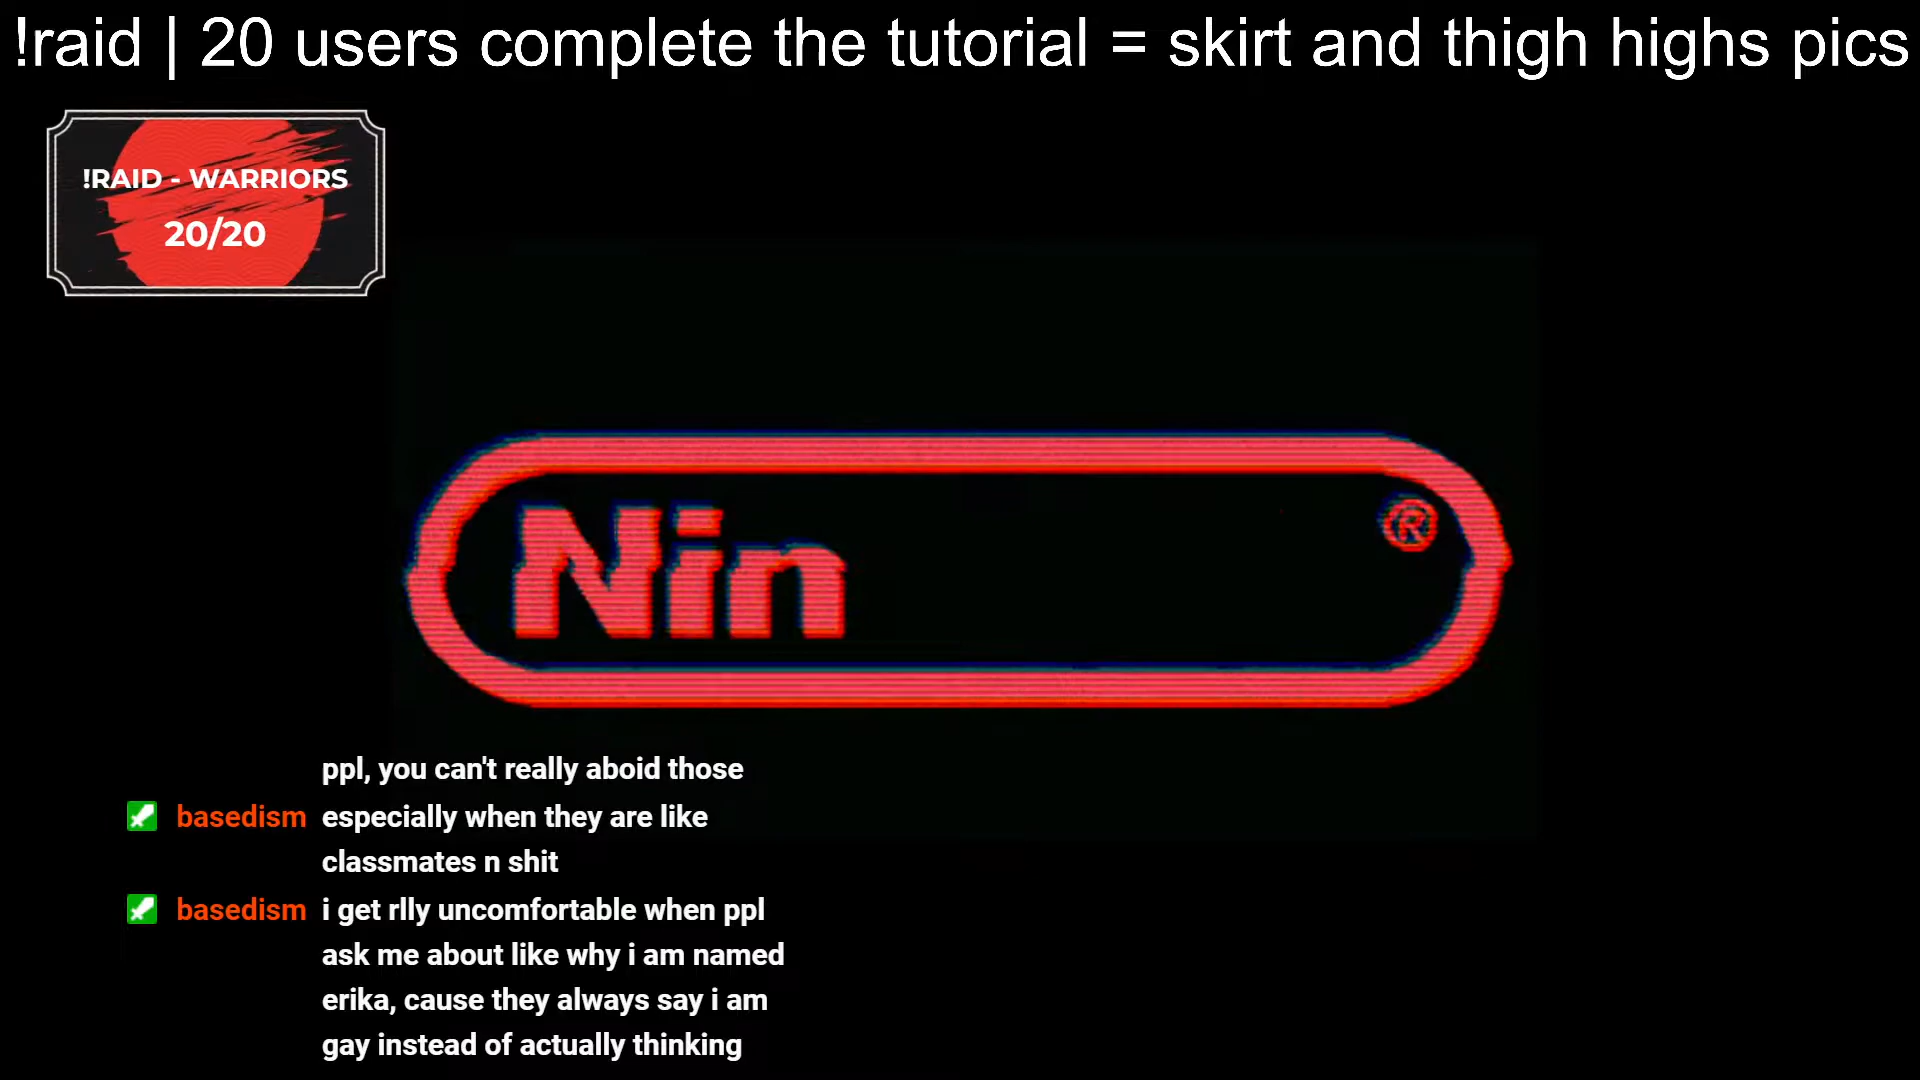 !raid | 20 users complete the tutorial = skirt and thigh highs pics
!RAID - WARRIORS
20/20
Nin ®
ppl, you can't really aboid those
basedism especially when they are like
classmates n shit
basedism i get rlly uncomfortable when ppl
ask me about like why i am named
erika, cause they always say i am
gay instead of actually thinking